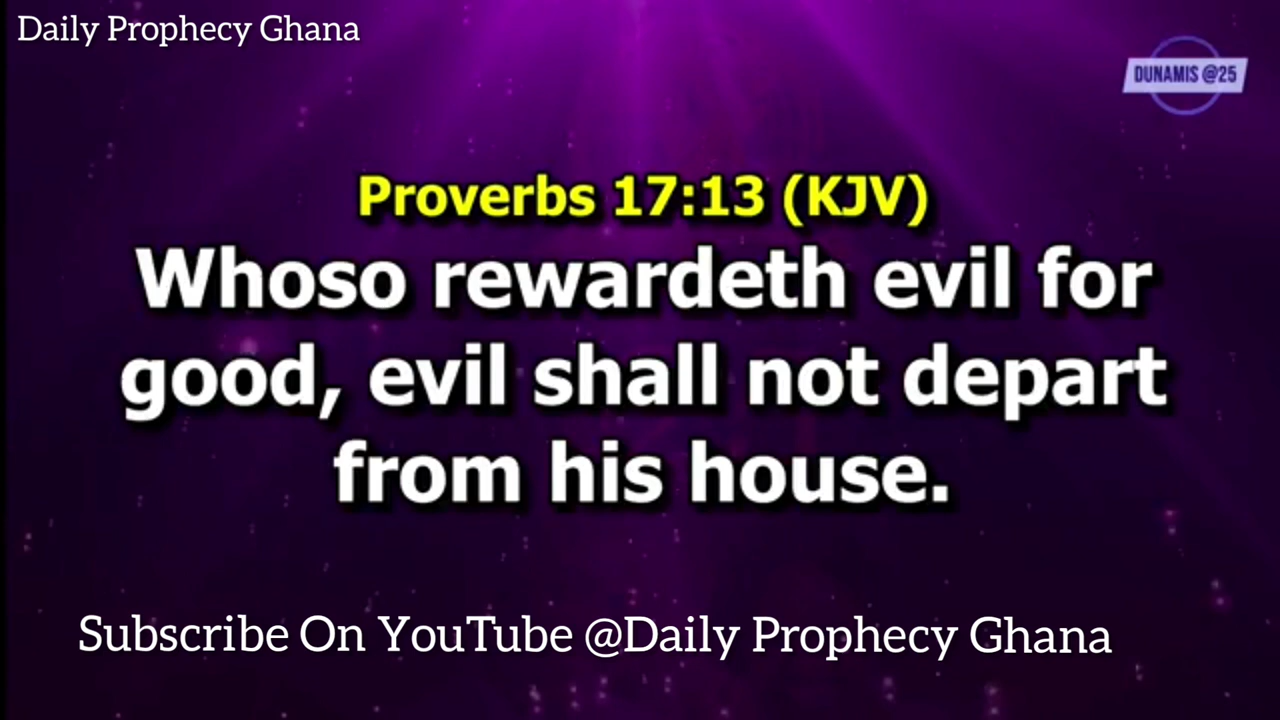 Daily Prophecy Ghana
DUNAMIS @25
Proverbs 17:13 (KJV)
Whoso rewardeth evil for
good, evil shall not depart
from his house.
Subscribe On YouTube @Daily Prophecy Ghana